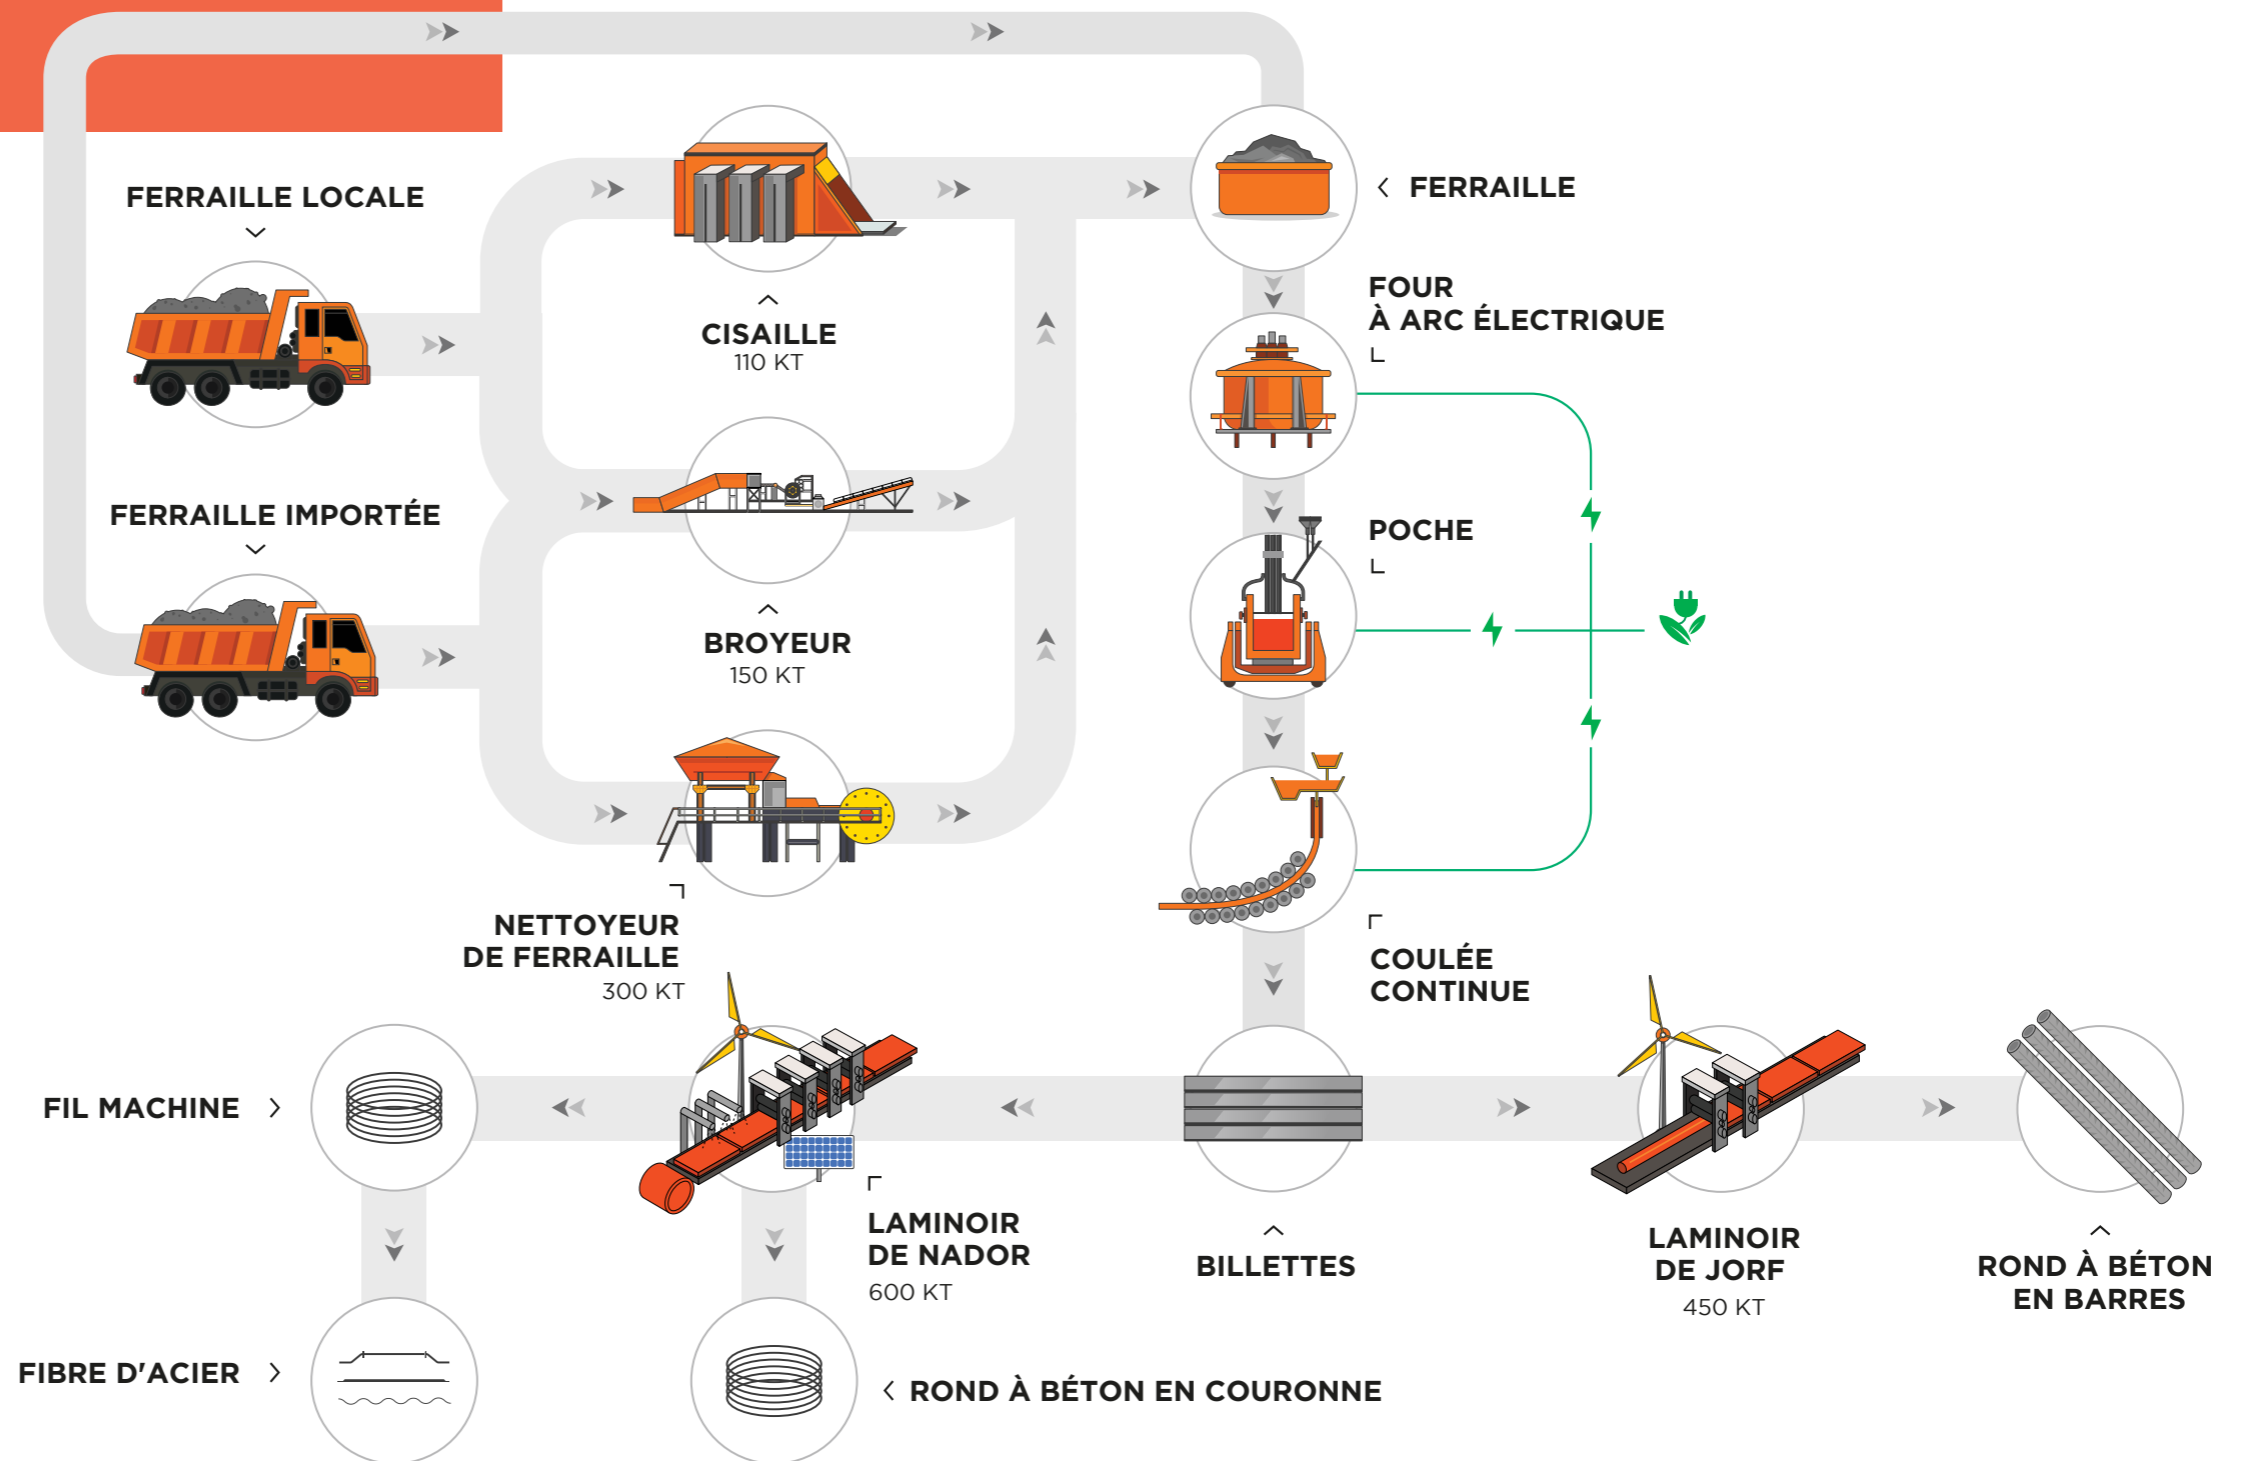 FERRAILLE LOCALE
FERRAILLE
FOUR
À ARC ÉLECTRIQUE
CISAILLE
110 KT
FERRAILLE IMPORTÉE
POCHE
BROYEUR
150 KT
NETTOYEUR
DE FERRAILLE
300 KT
COULÉE
CONTINUE
FIL MACHINE
LAMINOIR
DE NADOR
600 KT
BILLETTES
LAMINOIR
DE JORF
450 KT
ROND À BÉTON
EN BARRES
FIBRE D'ACIER
ROND À BÉTON EN COURONNE